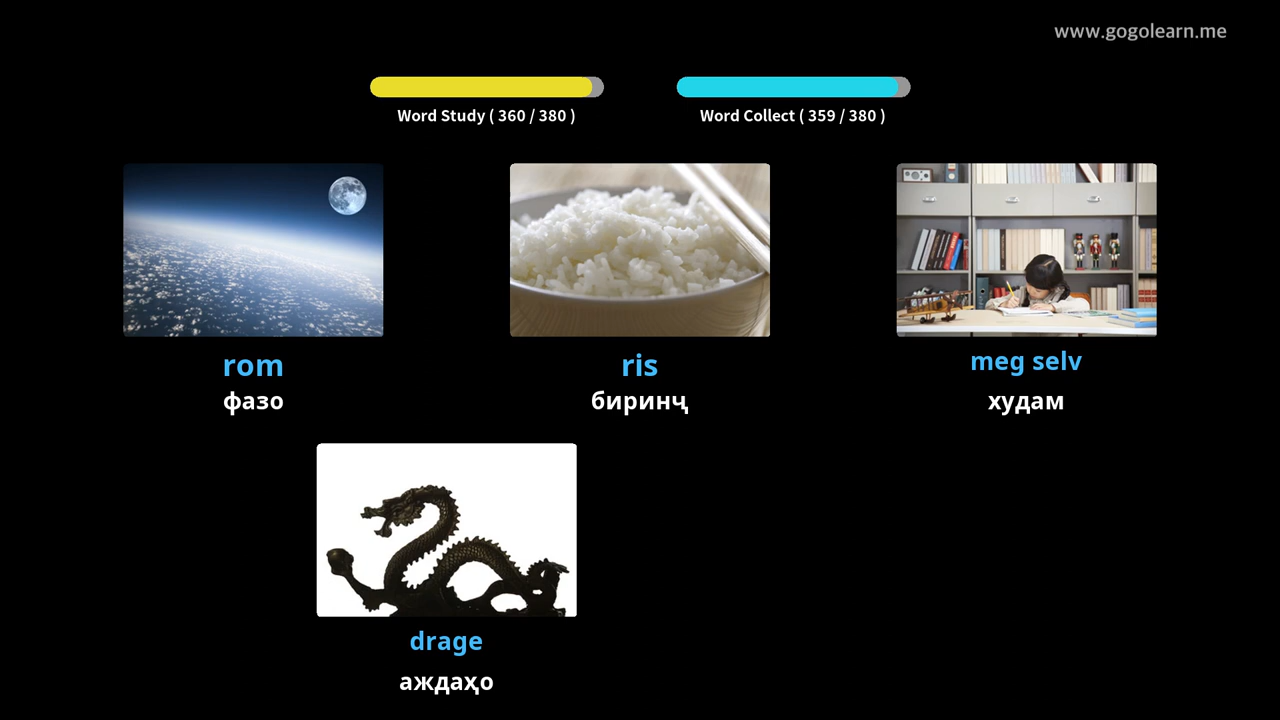 www.gogolearn.me
Word Study ( 360 / 380 )
Word Collect ( 359 / 380 )
rom
фазо
ris
биринҷ
meg selv
худам
drage
аждаҳо